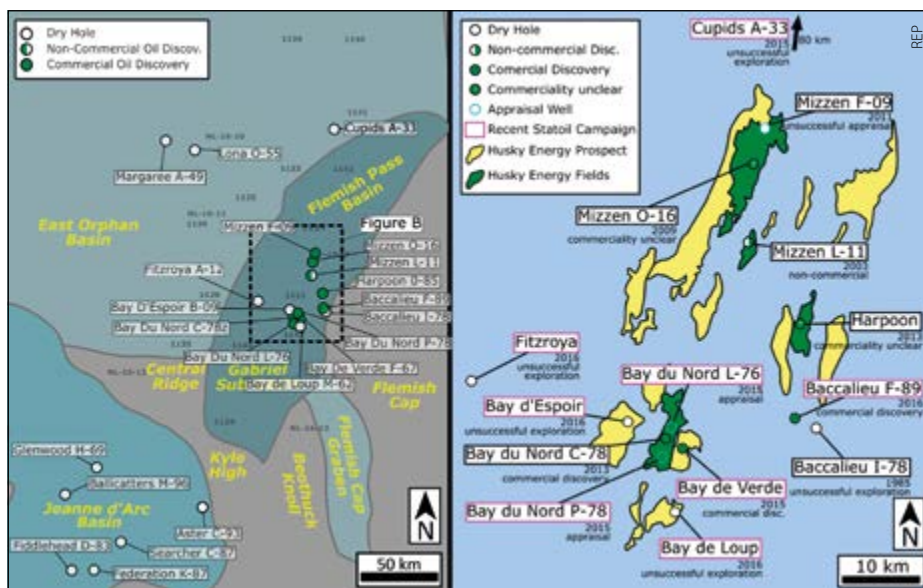 Dry Hole
Non-Commercial Oil Discov.
Commercial Oil Discovery
Cupids A-33
Lona O-55
Margaree A-49
Flemish Pass
Basin
East Orphan
Basin
Mizzen F-09
Figure B
Mizzen O-16
Mizzen L-11
Fitzroya A-12
Harpoon O-85
Bay D'Espoir B-09
Baccalieu F-89
Baccalieu I-78
Bay Du Nord C-78z
Bay Du Nord P-78
Bay Du Nord L-76
Bay De Verde F-67
Central
Ridge
Gabriel
Bay de Loup M-62
Flemish
Cap
Glenwood H-69
Kyle
High
Beothuck
Knoll
Flemish Cap
Graben
Ballicatters M-96
Jeanne d'Arc
Basin
Aster C-93
Searcher C-87
Fiddlehead D-83
Federation K-87
N
50 km
Dry Hole
Non-commercial Disc.
Comercial Discovery
Commerciality unclear
Appraisal Well
Recent Statoil Campaign
Husky Energy Prospect
Husky Energy Fields
Cupids A-33
2015
unsuccessful
exploration
80 km
REP
Mizzen F-09
2011
unsuccessful appraisal
Mizzen O-16
2009
commerciality unclear
Mizzen L-11
2003
non-commercial
Harpoon
2013
commerciality unclear
Fitzroya
2016
unsuccessful
exploration
Bay du Nord L-76
2015
appraisal
Baccalieu F-89
2016
commercial discovery
Bay d'Espoir
2016
unsuccessful exploration
Bay du Nord C-78
2013
commercial discovery
Baccalieu I-78
1985
unsuccessful exploration
Bay de Verde
2015
commercial disc.
Bay du Nord P-78
2015
appraisal
Bay de Loup
2016
unsuccessful exploration
N
10 km